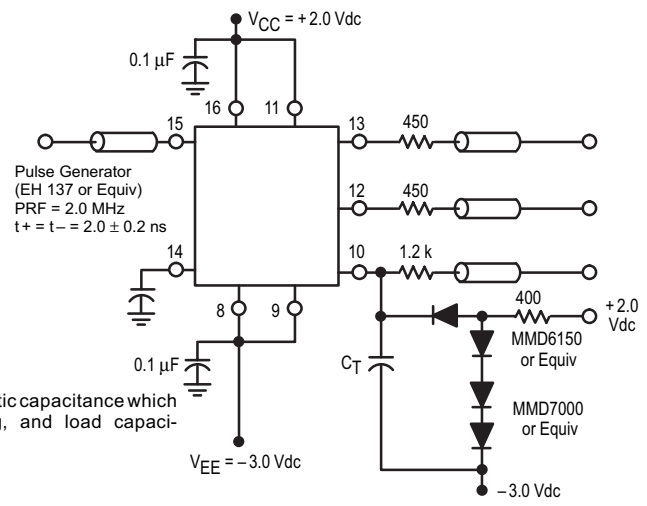 VCC = +2.0 Vdc
0.1 μF
16
11
15
13
450
Pulse Generator
(EH 137 or Equiv)
PRF = 2.0 MHz
t+ = t– = 2.0 ± 0.2 ns
12
450
14
10
1.2 k
400
+2.0
Vdc
8
9
MMD6150
or Equiv
0.1 μF
CT
MMD7000
or Equiv
tic capacitance which
, and load capaci-
VEE = –3.0 Vdc
–3.0 Vdc